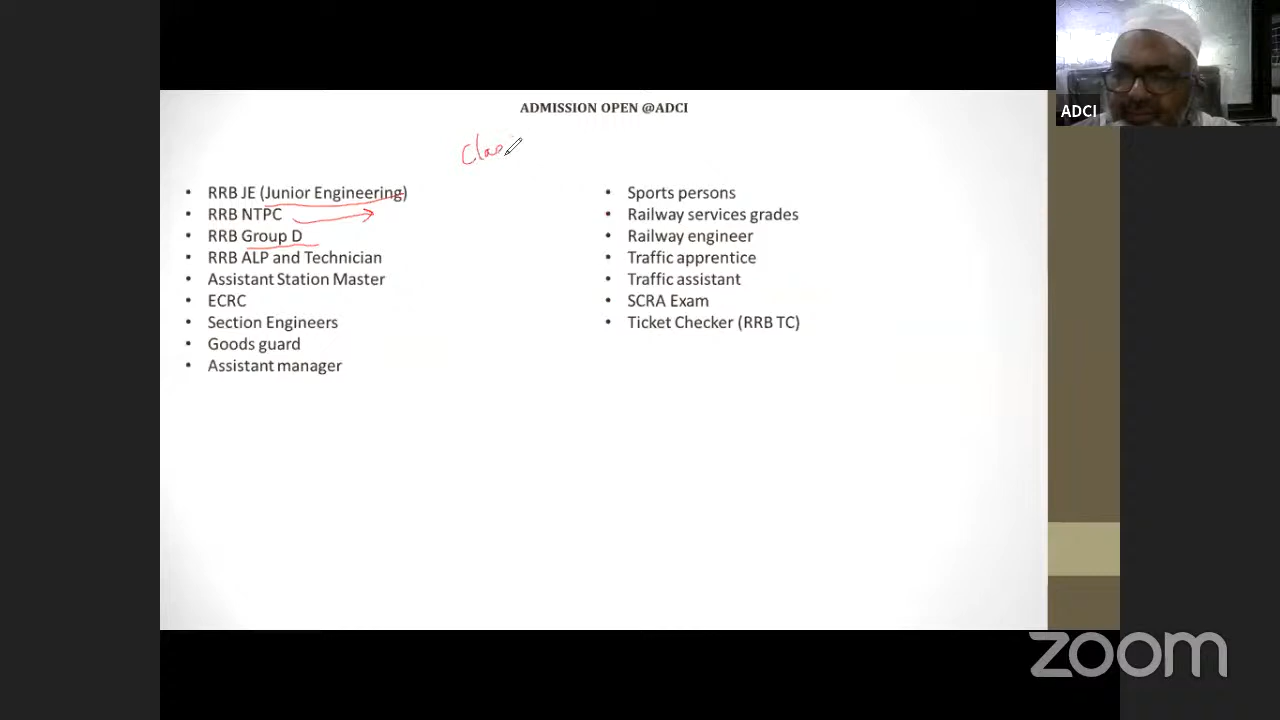 ADMISSION OPEN @ADCI
ADCI
RRB JE (Junior Engineering)
RRB NTPC
RRB Group D
RRB ALP and Technician
Assistant Station Master
ECRC
Section Engineers
Goods guard
Assistant manager
Sports persons
Railway services grades
Railway engineer
Traffic apprentice
Traffic assistant
SCRA Exam
Ticket Checker (RRB TC)
zoom